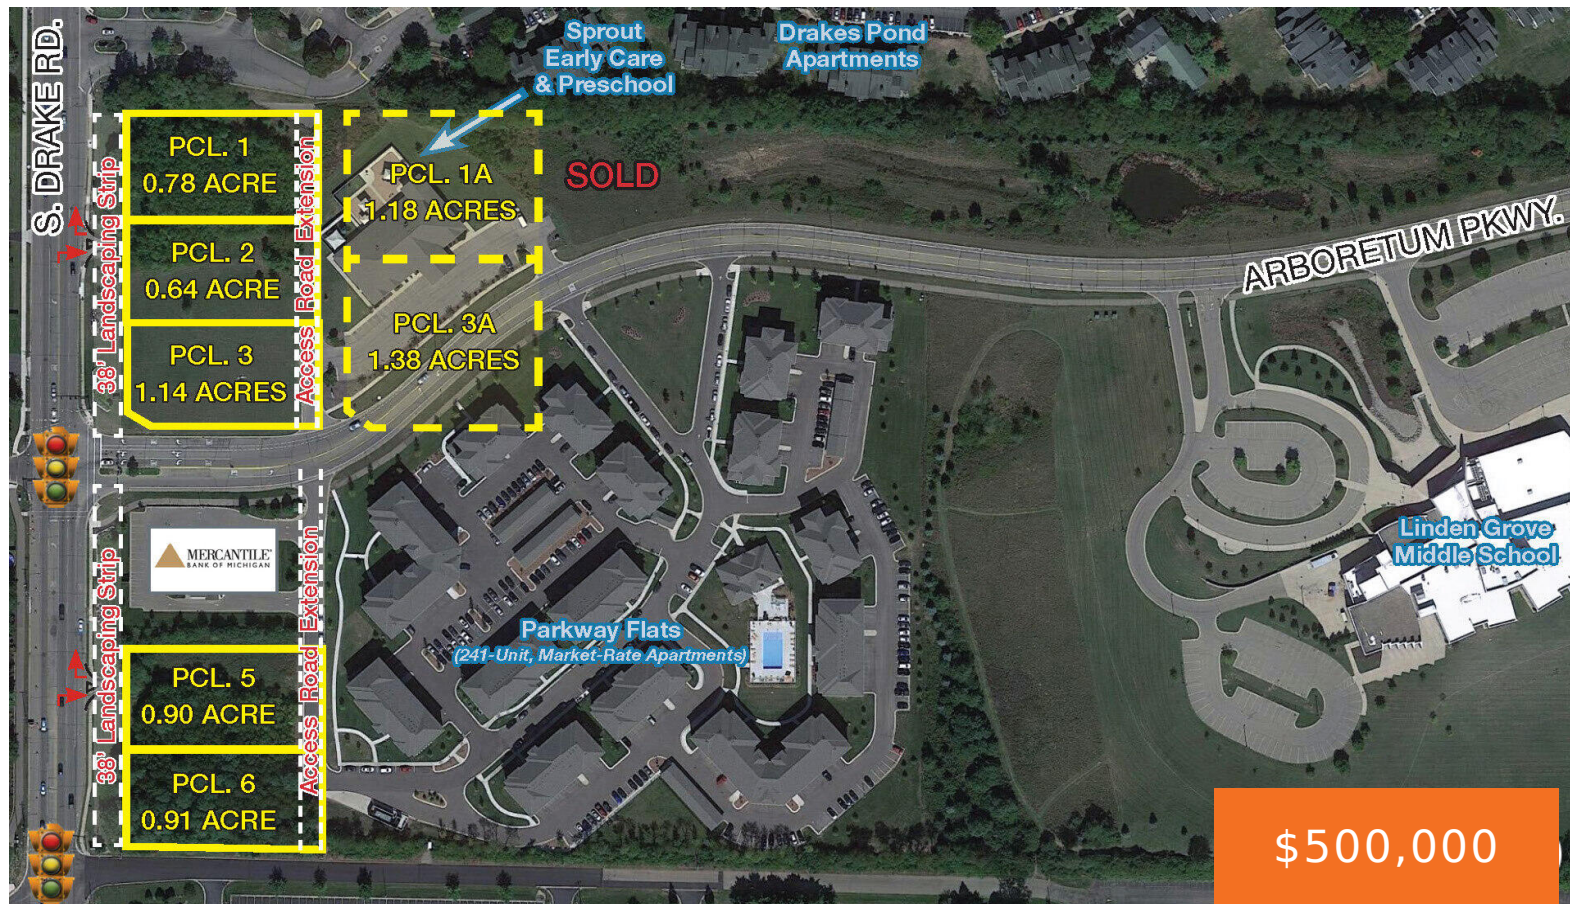 S. DRAKE RD.
Sprout
Early Care
& Preschool
Drakes Pond
Apartments
PCL. 1
0.78 ACRE
PCL. 2
0.64 ACRE
PCL. 3
1.14 ACRES
38' Landscaping Strip
Access Road Extension
PCL. 1A
1.18 ACRES
SOLD
PCL. 3A
1.38 ACRES
ARBORETUM PKWY.
MERCANTILE
BANK OF MICHIGAN
38' Landscaping Strip
Access Road Extension
Linden Grove
Middle School
Parkway Flats
(241-Unit, Market-Rate Apartments)
PCL. 5
0.90 ACRE
PCL. 6
0.91 ACRE
$500,000